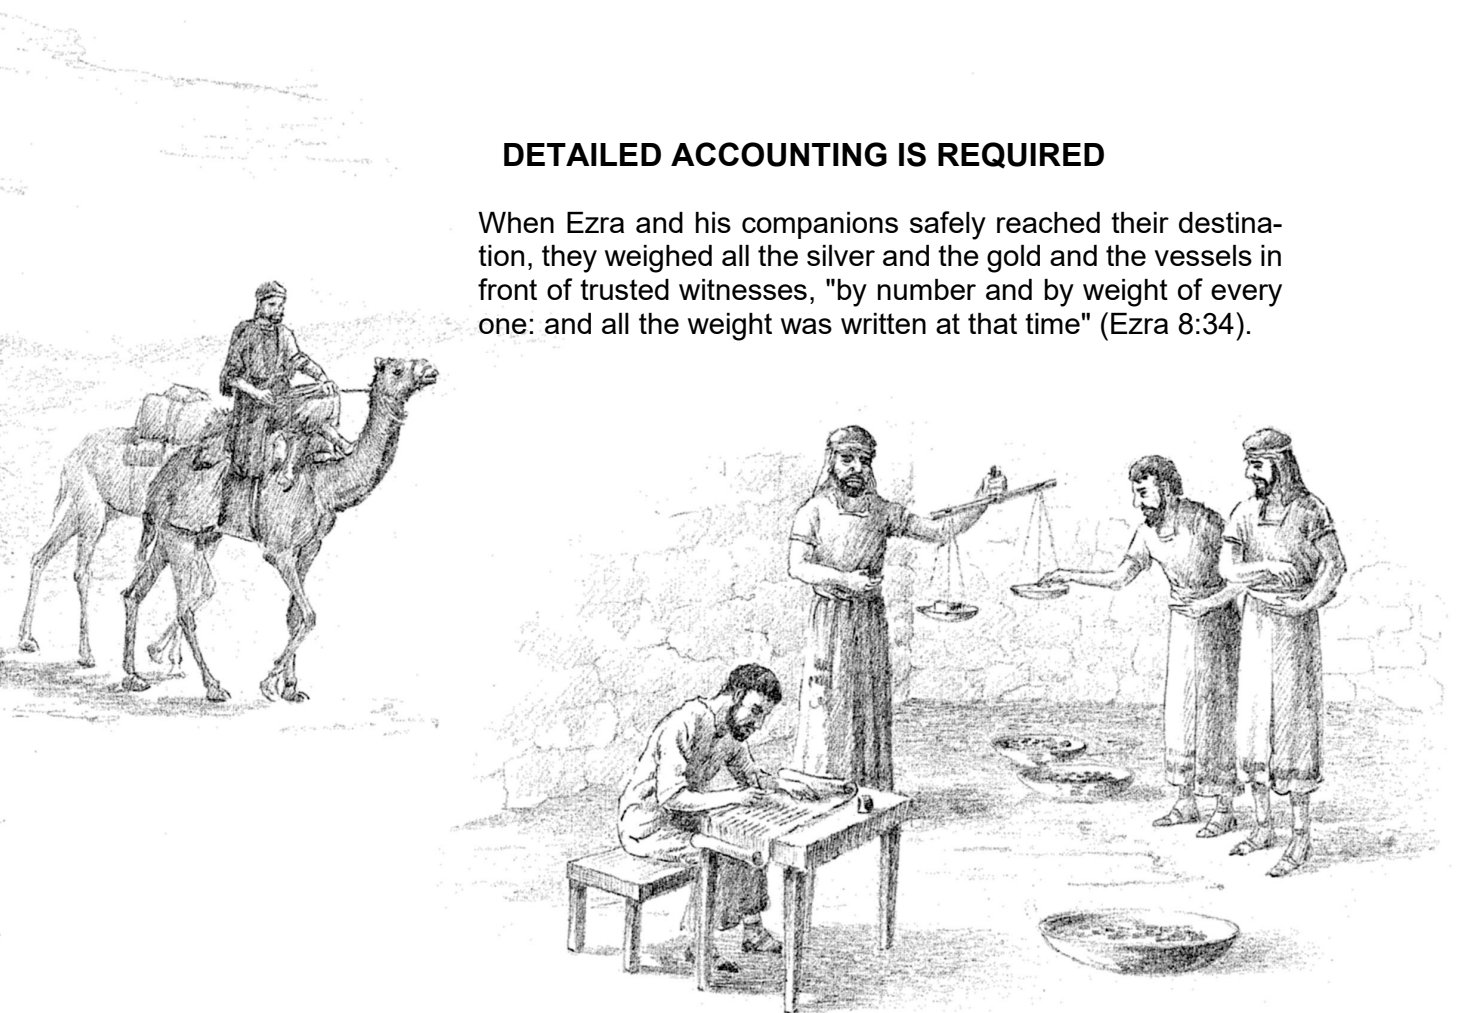 DETAILED ACCOUNTING IS REQUIRED
When Ezra and his companions safely reached their destina-
tion, they weighed all the silver and the gold and the vessels in
front of trusted witnesses, "by number and by weight of every
one: and all the weight was written at that time" (Ezra 8:34).